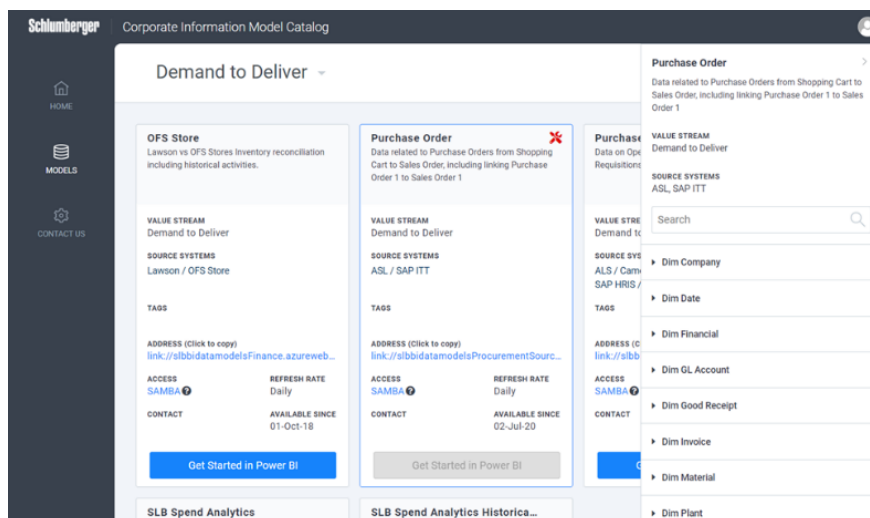 Schlumberger
Corporate Information Model Catalog
HOME
MODELS
CONTACT US
Demand to Deliver
OFS Store
Lawson vs OFS Stores Inventory reconciliation
including historical activities.
VALUE STREAM
Demand to Deliver
SOURCE SYSTEMS
Lawson / OFS Store
TAGS
ADDRESS (Click to copy)
link://slbbidatamodelsFinance.azureweb...
ACCESS
REFRESH RATE
SAMBA
Daily
CONTACT
AVAILABLE SINCE
01-Oct-18
Get Started in Power BI
Purchase Order
Data related to Purchase Orders from Shopping
Cart to Sales Order, including linking Purchase
Order 1 to Sales Order 1
VALUE STREAM
Demand to Deliver
SOURCE SYSTEMS
ASL / SAP ITT
TAGS
ADDRESS (Click to copy)
link://slbbidatamodelsProcurementSourc...
ACCESS
REFRESH RATE
SAMBA
Daily
CONTACT
AVAILABLE SINCE
02-Jul-20
Get Started in Power BI
Purchase
Data on Ope
Requisitions
VALUE STRE
Demand to
SOURCE SYS
ALS / Cam
SAP HRIS /
TAGS
ADDRESS (C
link://slbb
ACCESS
SAMBA
CONTACT
SLB Spend Analytics
SLB Spend Analytics Historica...
Purchase Order
Data related to Purchase Orders from Shopping Cart to
Sales Order, including linking Purchase Order 1 to Sales
Order 1
VALUE STREAM
Demand to Deliver
SOURCE SYSTEMS
ASL, SAP ITT
Search
Dim Company
Dim Date
Dim Financial
Dim GL Account
Dim Good Receipt
Dim Invoice
Dim Material
Dim Plant